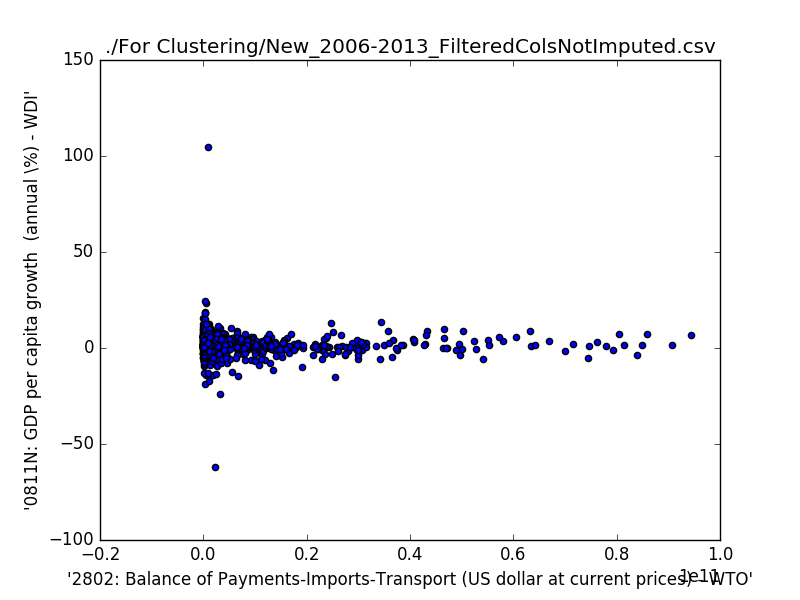 ./For Clustering/New_2006-2013_FilteredColsNotImputed.csv
150
100
50
0
−50
−100
'0811N: GDP per capita growth  (annual \%) - WDI'
−0.2 0.0 0.2 0.4 0.6 0.8 1.0
1e11
'2802: Balance of Payments-Imports-Transport (US dollar at current prices) - WTO'